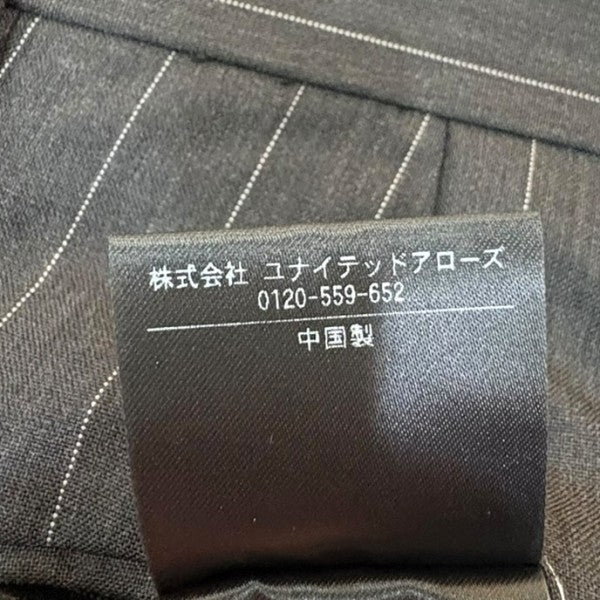 株式会社 ユナイテッドアローズ
0120-559-652
中国製